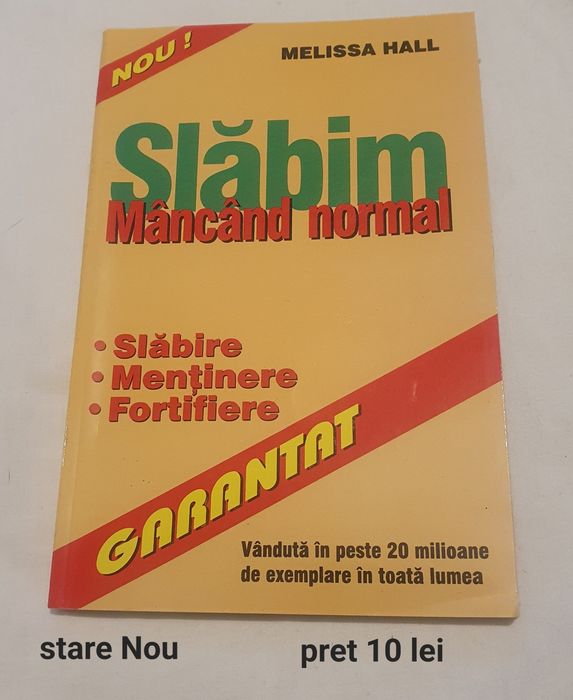 NOU !
MELISSA HALL
Slăbim
Mâncând normal
• Slăbire
• Menținere
• Fortifiere
GARANTAT
Vândută în peste 20 milioane
de exemplare în toată lumea
stare Nou
pret 10 lei